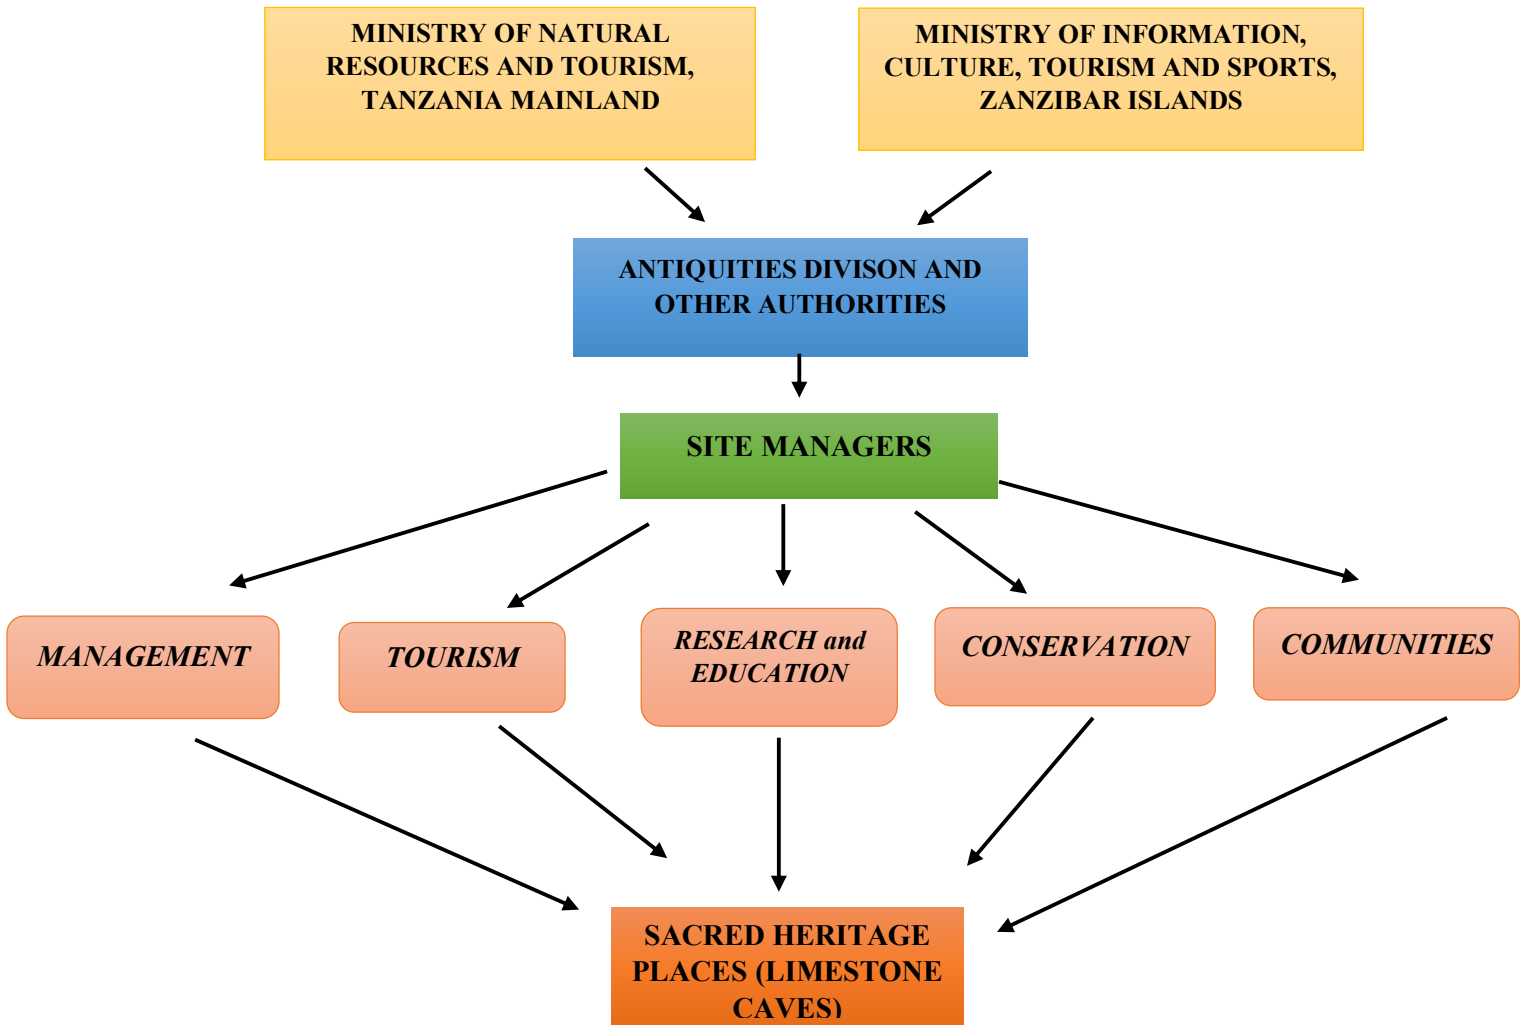 MINISTRY OF NATURAL
RESOURCES AND TOURISM,
TANZANIA MAINLAND
MINISTRY OF INFORMATION,
CULTURE, TOURISM AND SPORTS,
ZANZIBAR ISLANDS
ANTIQUITIES DIVISON AND
OTHER AUTHORITIES
SITE MANAGERS
MANAGEMENT
TOURISM
RESEARCH and
EDUCATION
CONSERVATION
COMMUNITIES
SACRED HERITAGE
PLACES (LIMESTONE
CAVES)